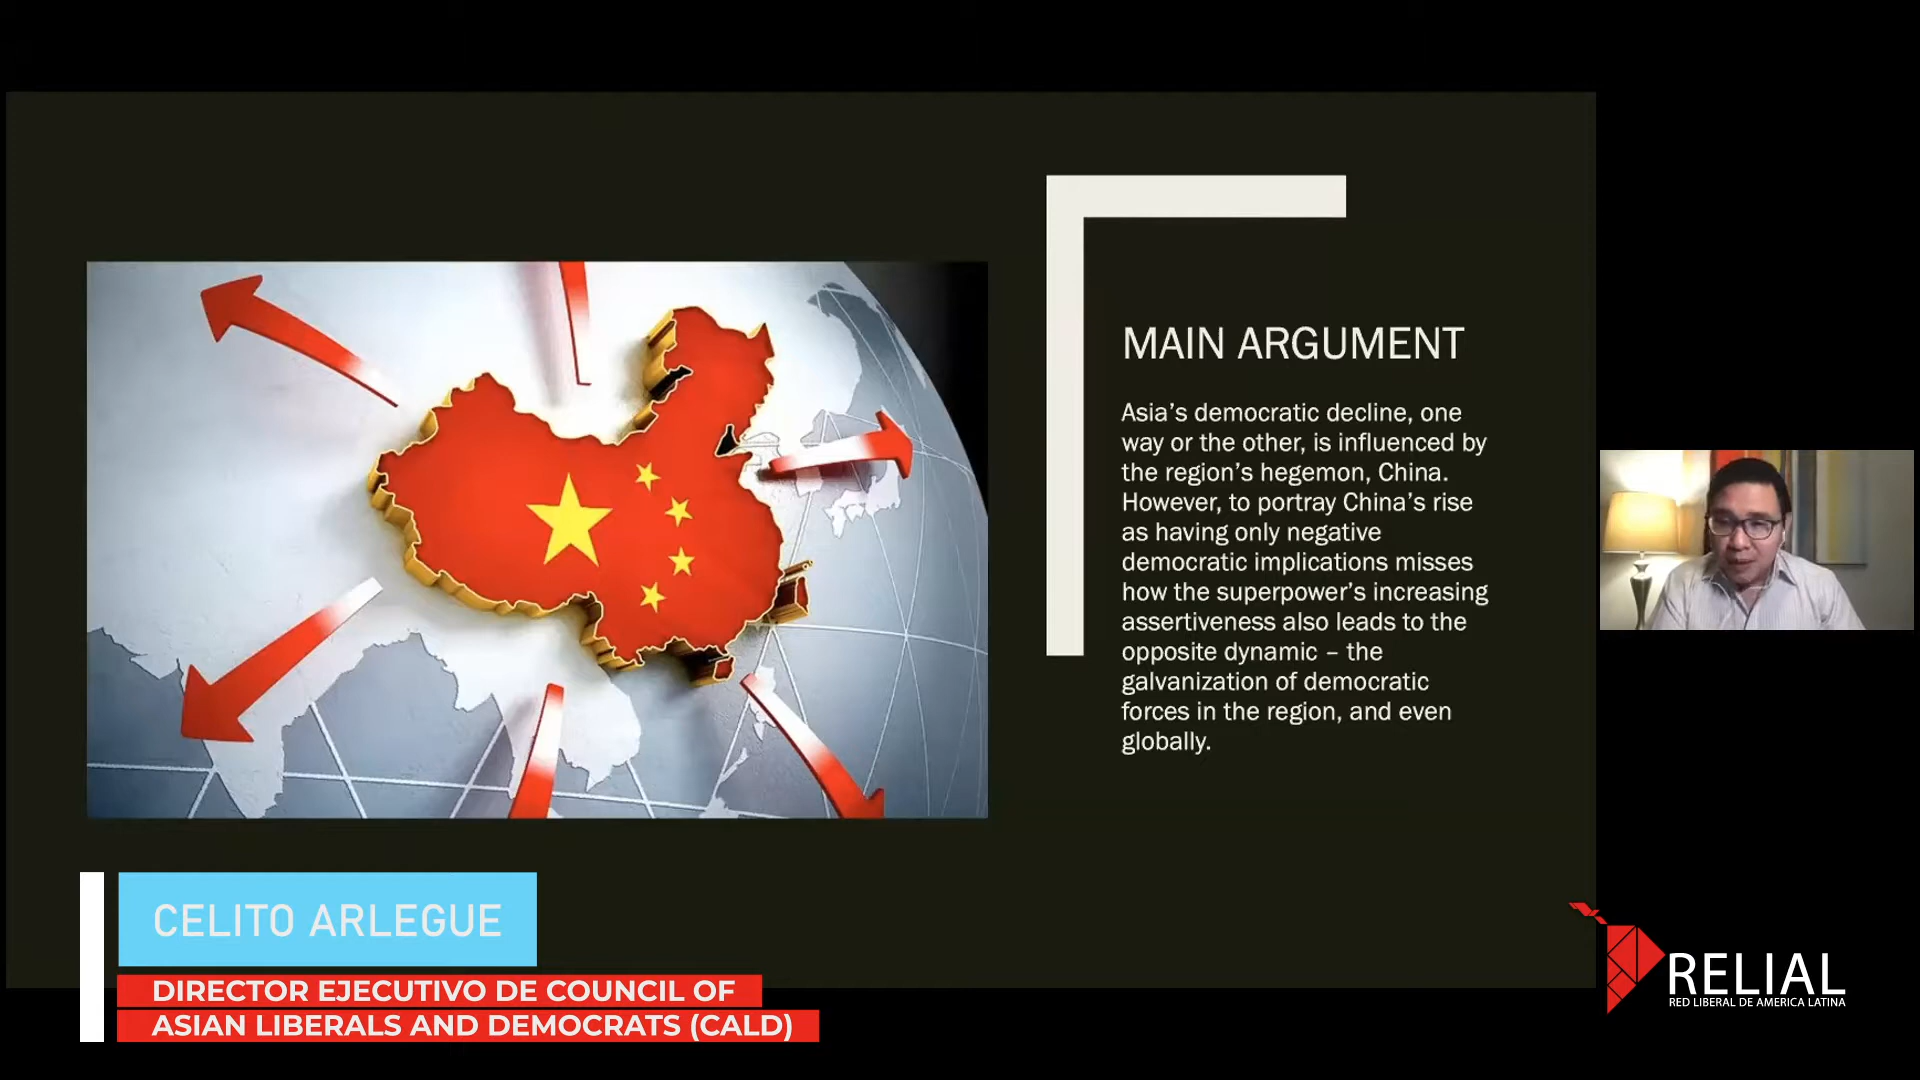 MAIN ARGUMENT
Asia's democratic decline, one
way or the other, is influenced by
the region's hegemon, China.
However, to portray China's rise
as having only negative
democratic implications misses
how the superpower's increasing
assertiveness also leads to the
opposite dynamic – the
galvanization of democratic
forces in the region, and even
globally.
CELITO ARLEGUE
DIRECTOR EJECUTIVO DE COUNCIL OF
ASIAN LIBERALS AND DEMOCRATS (CALD)
RELIAL
RED LIBERAL DE AMERICA LATINA